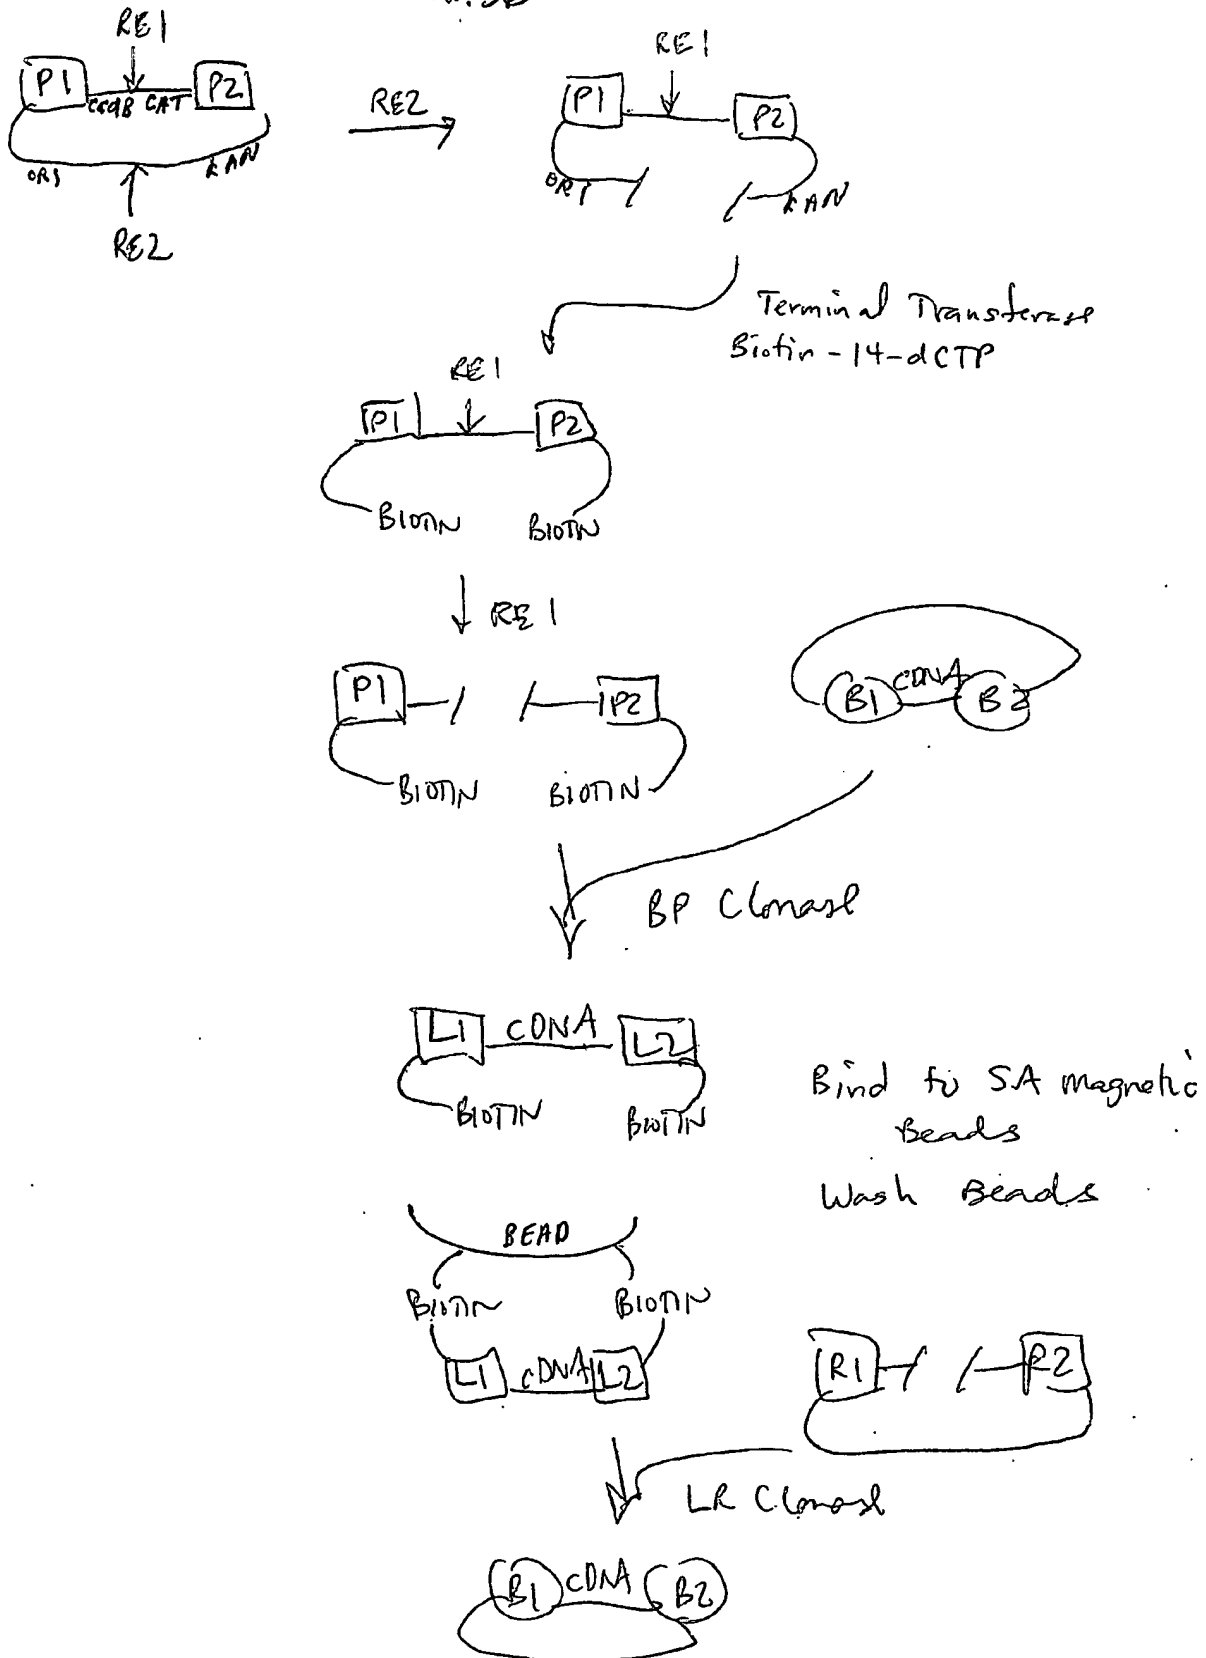 RE1
P1
P2
ccdB CAT
ORI
KAN
RE2
RE2
RE1
P1
P2
ORI
KAN
Terminal Transferase
Biotin-14-dCTP
RE1
P1
P2
BIOTIN
BIOTIN
RE 1
P1
P2
BIOTIN
BIOTIN
B1
cDNA
B2
BP Clonase
L1
cDNA
L2
BIOTIN
BIOTIN
Bind to SA magnetic
Beads
Wash Beads
BEAD
BIOTIN
BIOTIN
L1
cDNA
L2
R1
R2
LR Clonase
B1
cDNA
B2